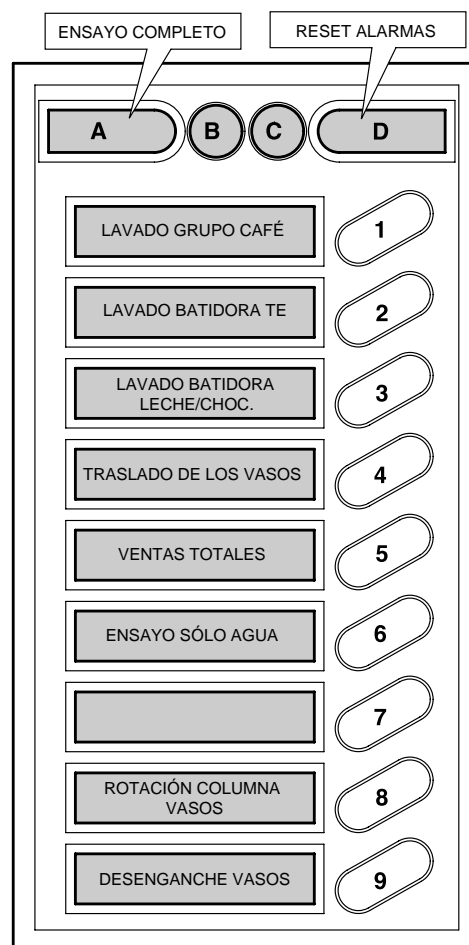 ENSAYO COMPLETO
RESET ALARMAS
A B C D
LAVADO GRUPO CAFÉ 1
LAVADO BATIDORA TE 2
LAVADO BATIDORA
LECHE/CHOC. 3
TRASLADO DE LOS VASOS 4
VENTAS TOTALES 5
ENSAYO SÓLO AGUA 6
7
ROTACIÓN COLUMNA
VASOS 8
DESENGANCHE VASOS 9